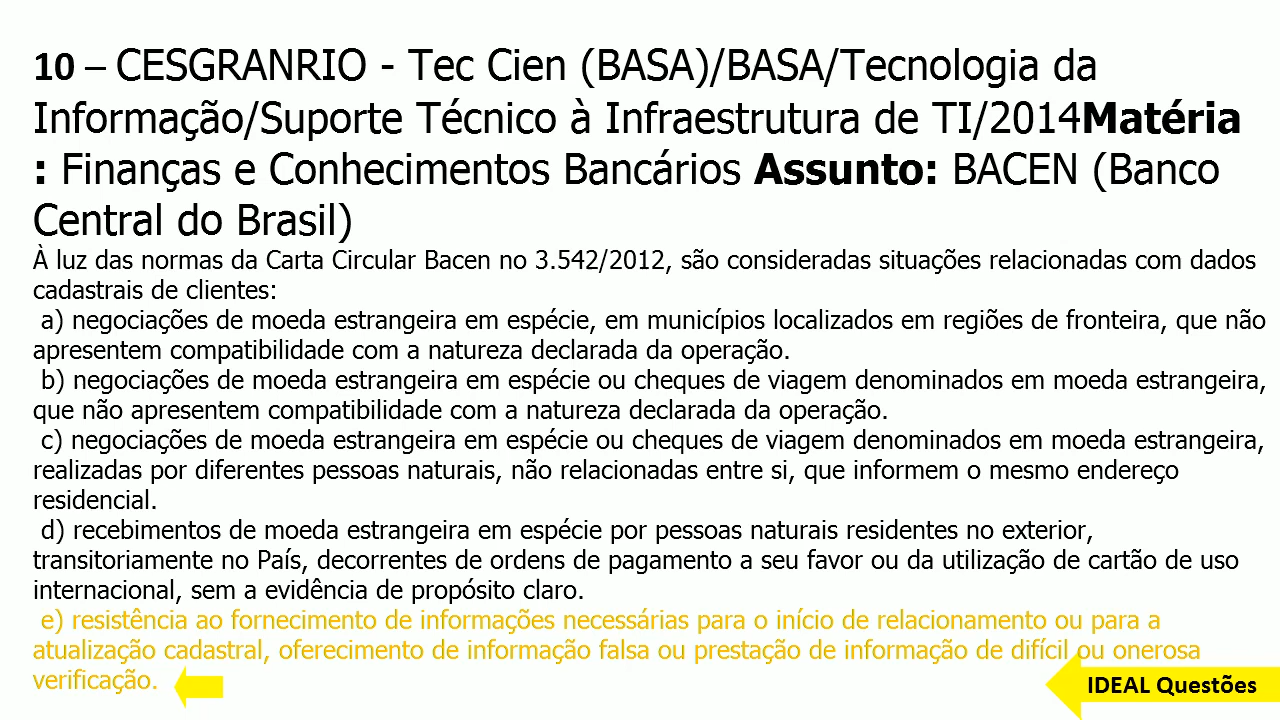 10 – CESGRANRIO - Tec Cien (BASA)/BASA/Tecnologia da
Informação/Suporte Técnico à Infraestrutura de TI/2014Matéria
: Finanças e Conhecimentos Bancários Assunto: BACEN (Banco
Central do Brasil)
À luz das normas da Carta Circular Bacen no 3.542/2012, são consideradas situações relacionadas com dados
cadastrais de clientes:
a) negociações de moeda estrangeira em espécie, em municípios localizados em regiões de fronteira, que não
apresentem compatibilidade com a natureza declarada da operação.
b) negociações de moeda estrangeira em espécie ou cheques de viagem denominados em moeda estrangeira,
que não apresentem compatibilidade com a natureza declarada da operação.
c) negociações de moeda estrangeira em espécie ou cheques de viagem denominados em moeda estrangeira,
realizadas por diferentes pessoas naturais, não relacionadas entre si, que informem o mesmo endereço
residencial.
d) recebimentos de moeda estrangeira em espécie por pessoas naturais residentes no exterior,
transitoriamente no País, decorrentes de ordens de pagamento a seu favor ou da utilização de cartão de uso
internacional, sem a evidência de propósito claro.
e) resistência ao fornecimento de informações necessárias para o início de relacionamento ou para a
atualização cadastral, oferecimento de informação falsa ou prestação de informação de difícil ou onerosa
verificação.
IDEAL Questões